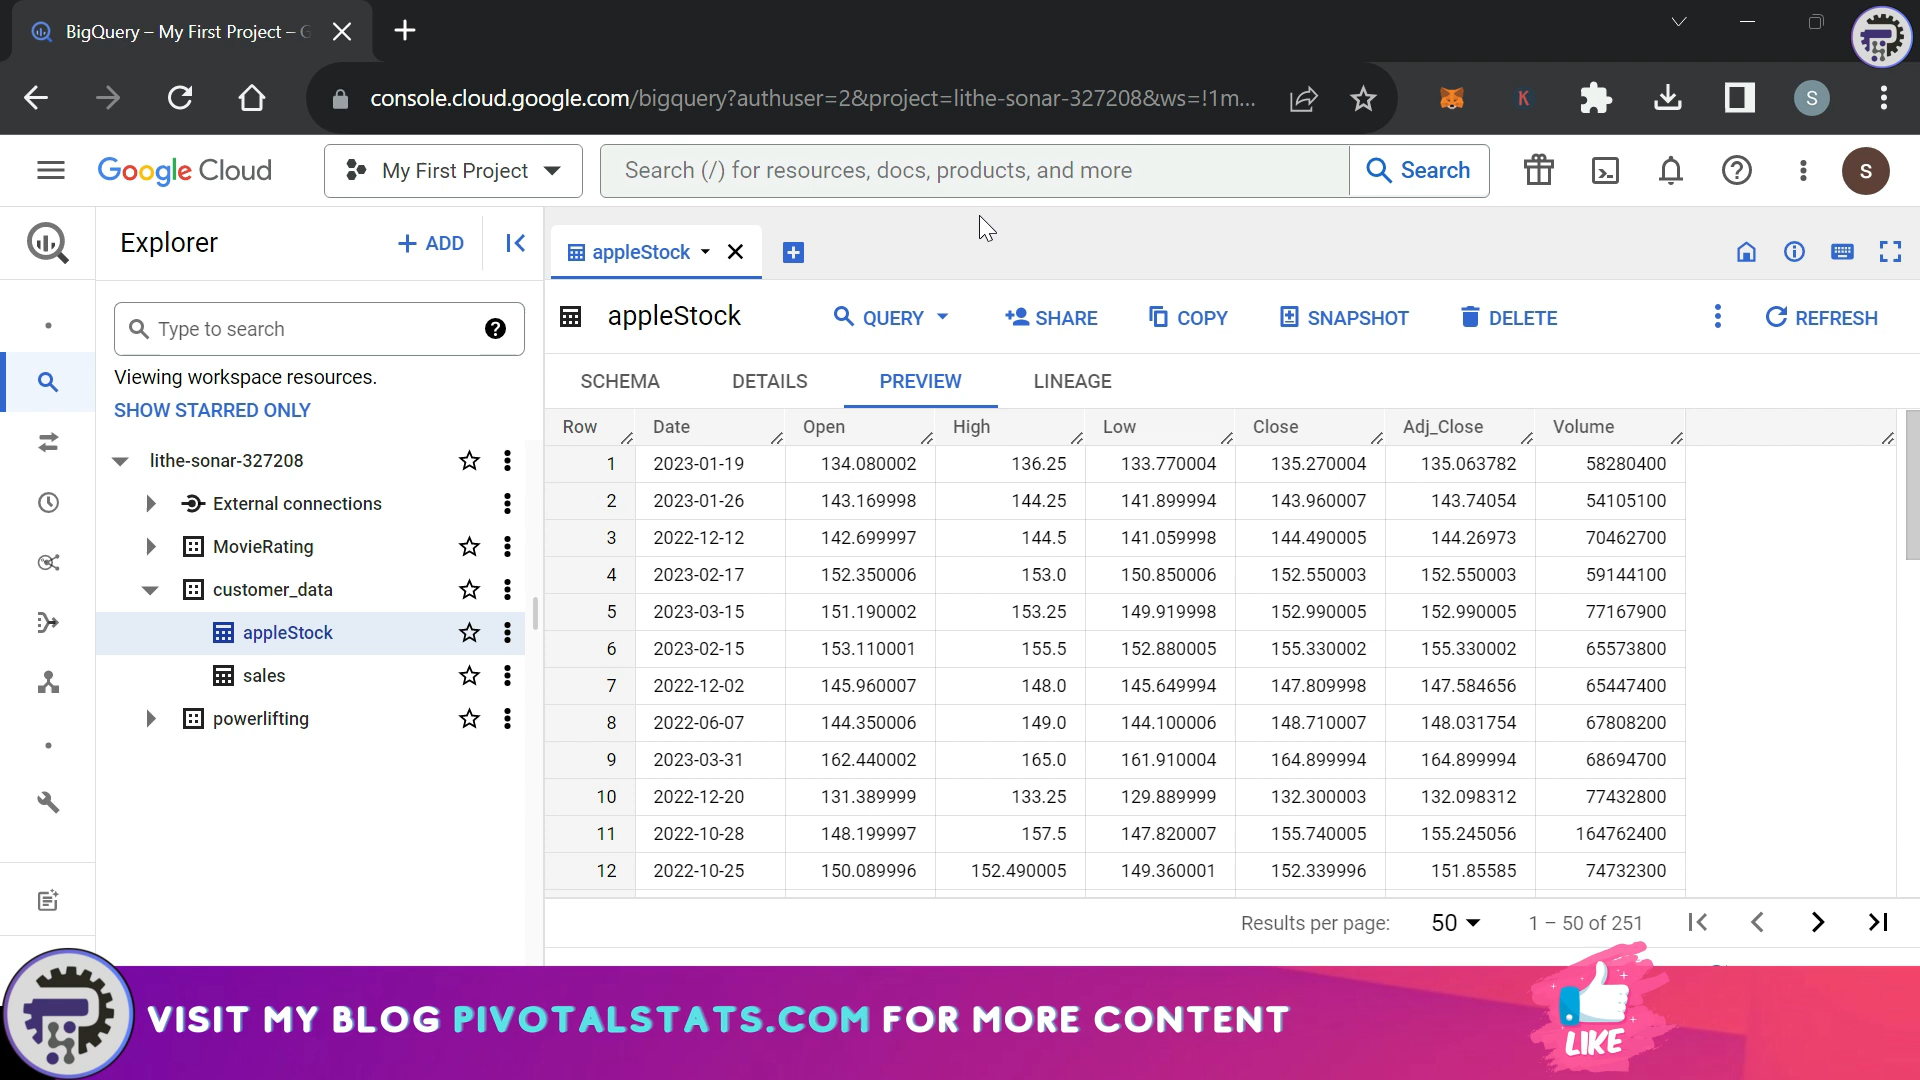 BigQuery – My First Project – G
console.cloud.google.com/bigquery?authuser=2&project=lithe-sonar-327208&ws=!1m...
K
S
Google Cloud
My First Project
Search (/) for resources, docs, products, and more
Search
S
Explorer
+ ADD
appleStock
Type to search
appleStock
QUERY
SHARE
COPY
SNAPSHOT
DELETE
REFRESH
Viewing workspace resources.
SHOW STARRED ONLY
SCHEMA DETAILS PREVIEW LINEAGE
lithe-sonar-327208
External connections
MovieRating
customer_data
appleStock
sales
powerlifting
Row Date Open High Low Close Adj_Close Volume
1 2023-01-19 134.080002 136.25 133.770004 135.270004 135.063782 58280400
2 2023-01-26 143.169998 144.25 141.899994 143.960007 143.74054 54105100
3 2022-12-12 142.699997 144.5 141.059998 144.490005 144.26973 70462700
4 2023-02-17 152.350006 153.0 150.850006 152.550003 152.550003 59144100
5 2023-03-15 151.190002 153.25 149.919998 152.990005 152.990005 77167900
6 2023-02-15 153.110001 155.5 152.880005 155.330002 155.330002 65573800
7 2022-12-02 145.960007 148.0 145.649994 147.809998 147.584656 65447400
8 2022-06-07 144.350006 149.0 144.100006 148.710007 148.031754 67808200
9 2023-03-31 162.440002 165.0 161.910004 164.899994 164.899994 68694700
10 2022-12-20 131.389999 133.25 129.889999 132.300003 132.098312 77432800
11 2022-10-28 148.199997 157.5 147.820007 155.740005 155.245056 164762400
12 2022-10-25 150.089996 152.490005 149.360001 152.339996 151.85585 74732300
Results per page: 50 1 – 50 of 251
VISIT MY BLOG PIVOTALSTATS.COM FOR MORE CONTENT
LIKE